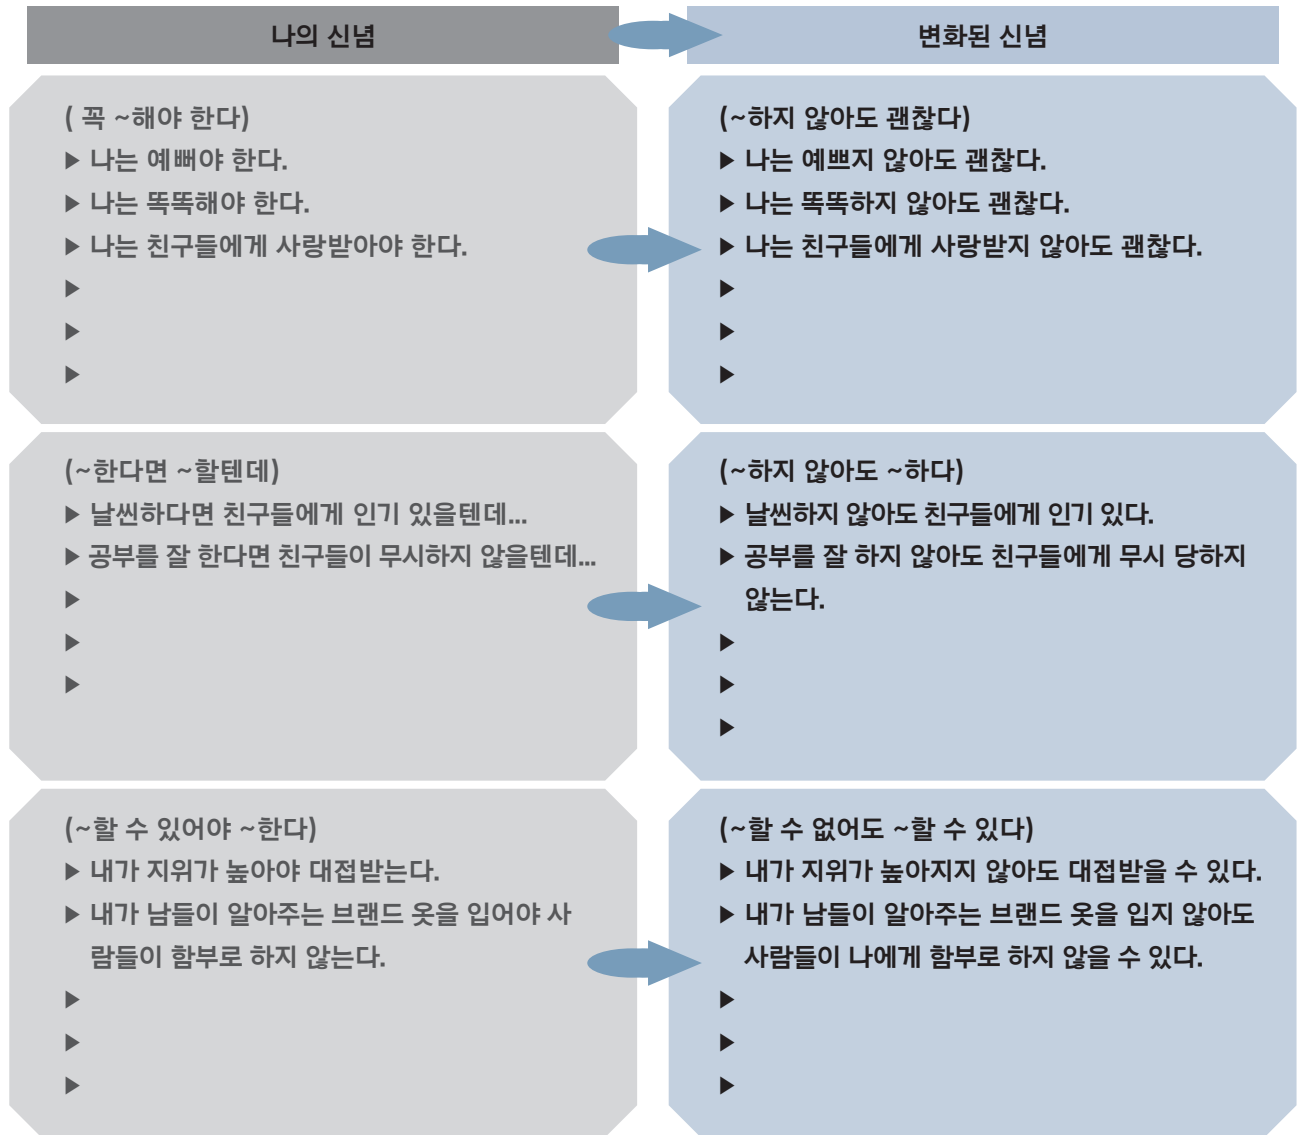 나의 신념
변화된 신념
( 꼭 ~해야 한다)
▶ 나는 예뻐야 한다.
▶ 나는 똑똑해야 한다.
▶ 나는 친구들에게 사랑받아야 한다.
▶
▶
▶
(~하지 않아도 괜찮다)
▶ 나는 예쁘지 않아도 괜찮다.
▶ 나는 똑똑하지 않아도 괜찮다.
▶ 나는 친구들에게 사랑받지 않아도 괜찮다.
▶
▶
▶
(~한다면 ~할텐데)
▶ 날씬하다면 친구들에게 인기 있을텐데...
▶ 공부를 잘 한다면 친구들이 무시하지 않을텐데...
▶
▶
▶
(~하지 않아도 ~하다)
▶ 날씬하지 않아도 친구들에게 인기 있다.
▶ 공부를 잘 하지 않아도 친구들에게 무시 당하지
않는다.
▶
▶
▶
(~할 수 있어야 ~한다)
▶ 내가 지위가 높아야 대접받는다.
▶ 내가 남들이 알아주는 브랜드 옷을 입어야 사
람들이 함부로 하지 않는다.
▶
▶
▶
(~할 수 없어도 ~할 수 있다)
▶ 내가 지위가 높아지지 않아도 대접받을 수 있다.
▶ 내가 남들이 알아주는 브랜드 옷을 입지 않아도
사람들이 나에게 함부로 하지 않을 수 있다.
▶
▶
▶